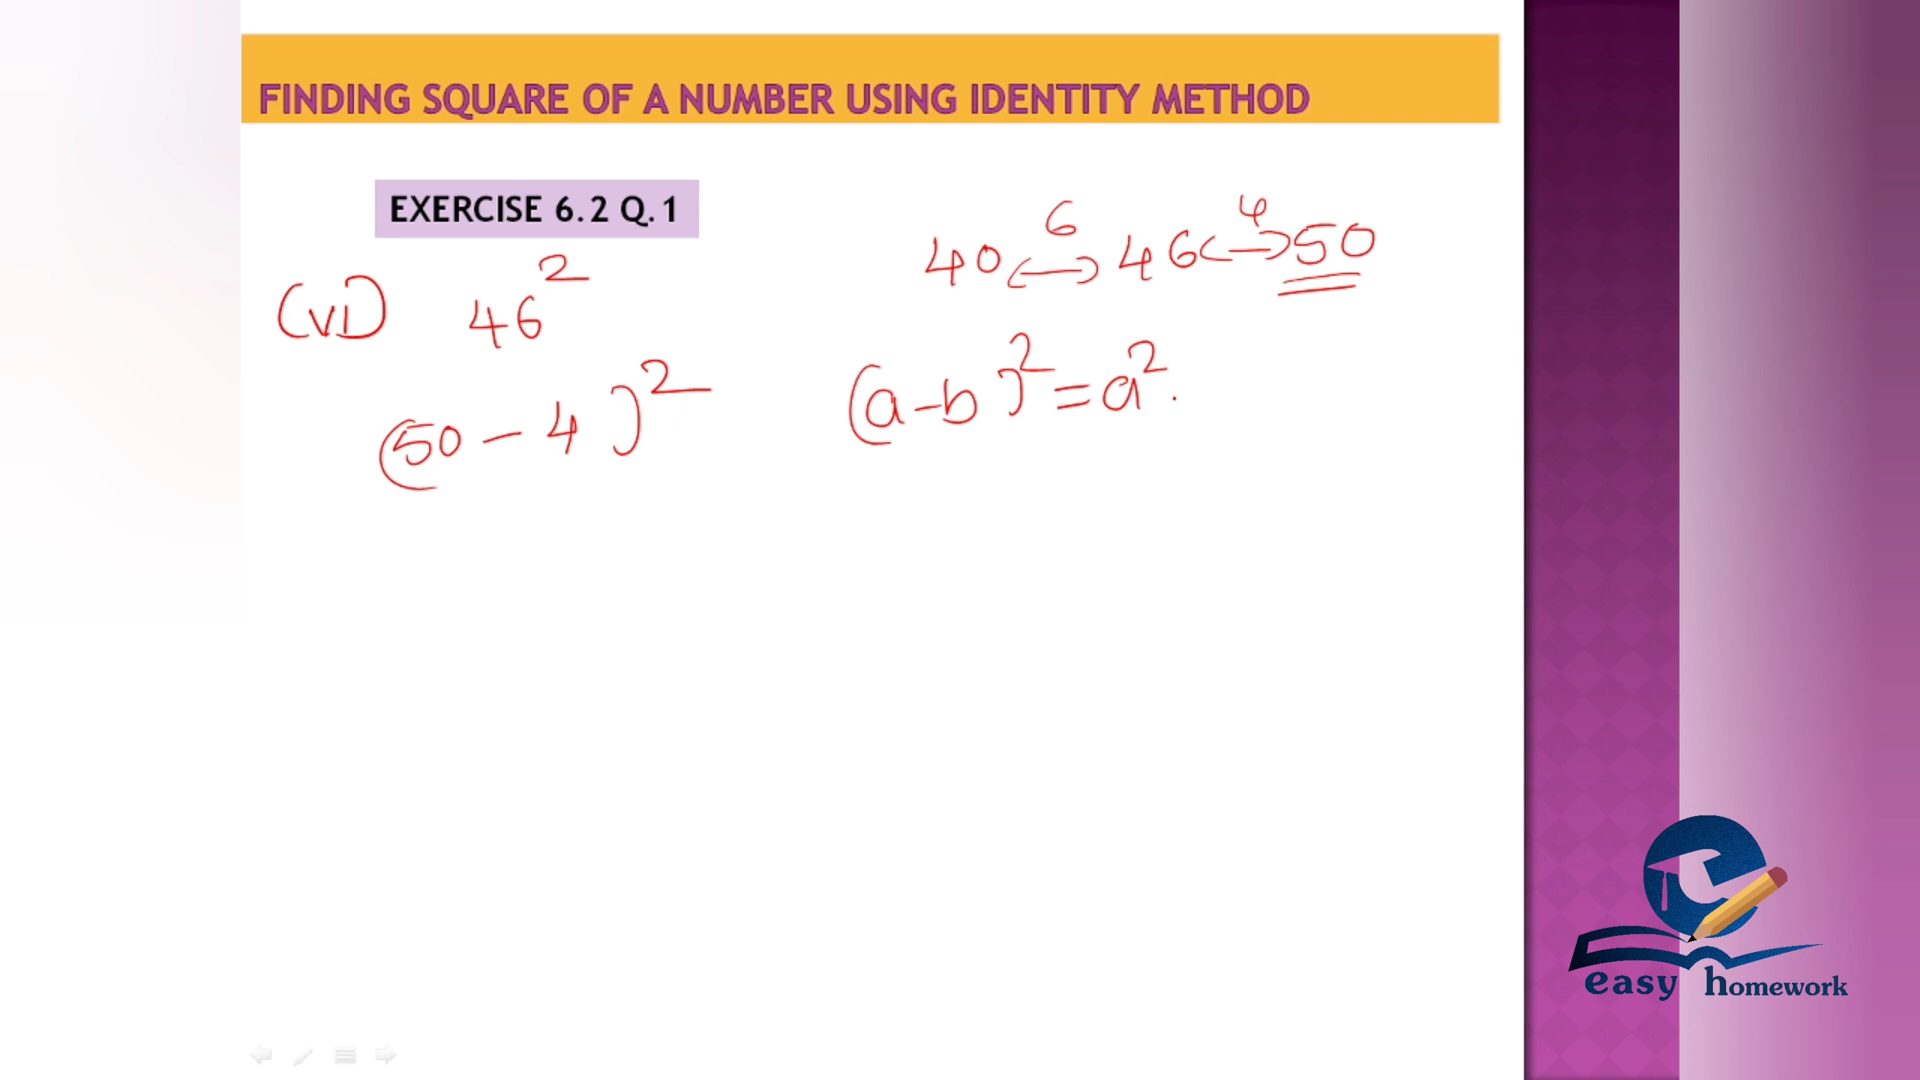 FINDING SQUARE OF A NUMBER USING IDENTITY METHOD
EXERCISE 6.2 Q.1
(vi) 46²
40 ↔ 6 46 ↔ 4 50
(50 - 4)²
(a-b)² = a².
easy homework